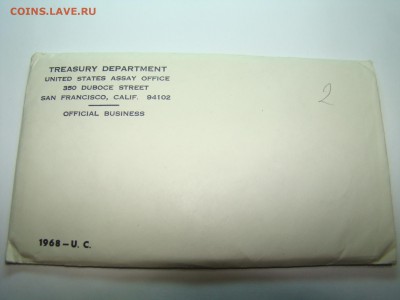 COINS.ЛАVE.RU
TREASURY DEPARTMENT
UNITED STATES ASSAY OFFICE
350 DUBOCE STREET
SAN FRANCISCO, CALIF. 94102
OFFICIAL BUSINESS
2
1968 – U. C.